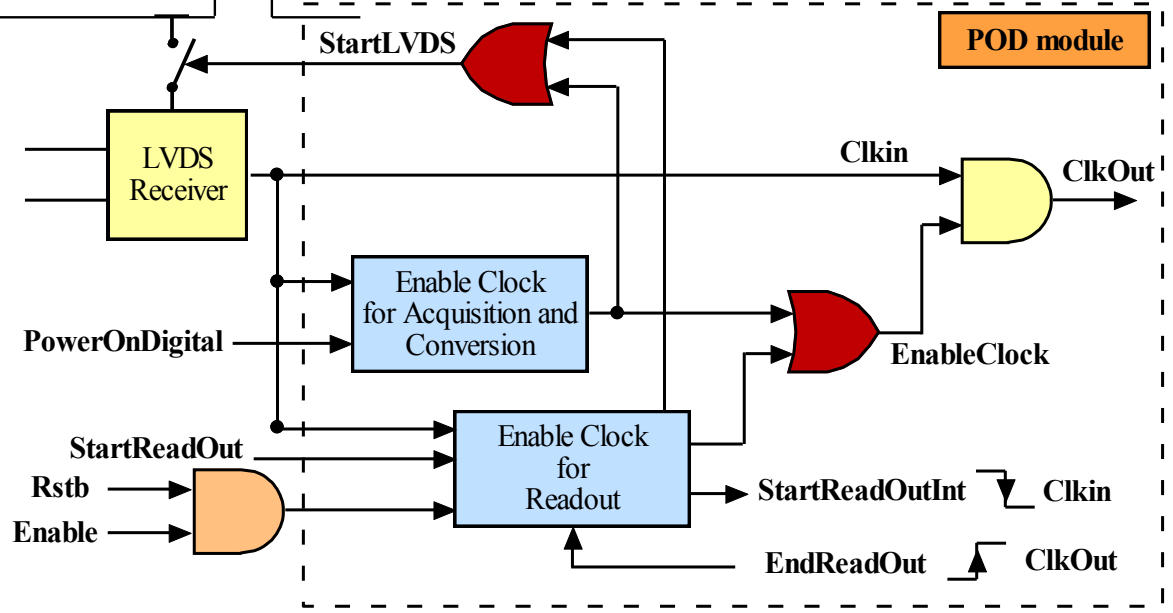 POD module
StartLVDS
LVDS
Receiver
Clkin
ClkOut
Enable Clock
for Acquisition and
Conversion
PowerOnDigital
EnableClock
StartReadOut
Rstb
Enable
Enable Clock
for
Readout
StartReadOutInt
Clkin
EndReadOut
ClkOut